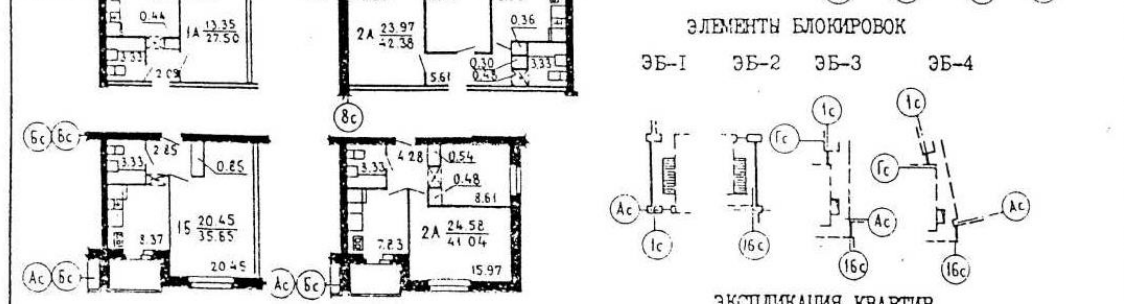 0.44
1А 13.35
27.50
3.33
2.09
2А 23.97
42.38
0.36
0.30
0.43
3.33
5.61
8с
Бс Бс
3.33
2.85
0.85
1Б 20.45
35.65
8.37
20.45
Ас Бс
4.28
0.54
3.33
0.48
8.61
2А 24.58
41.04
7.83
15.97
Ас Бс
ЭЛЕМЕНТЫ БЛОКИРОВОК
ЭБ-I ЭБ-2 ЭБ-3 ЭБ-4
Ас
1с
16с
1с
Гс
Ас
16с
1с
Гс
Ас
16с
ЭКСПЛИКАЦИЯ КВАРТИР